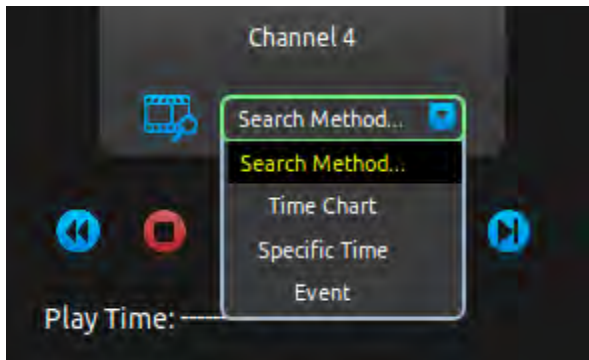 Channel 4
Search Method...
Search Method...
Time Chart
Specific Time
Event
Play Time: -----